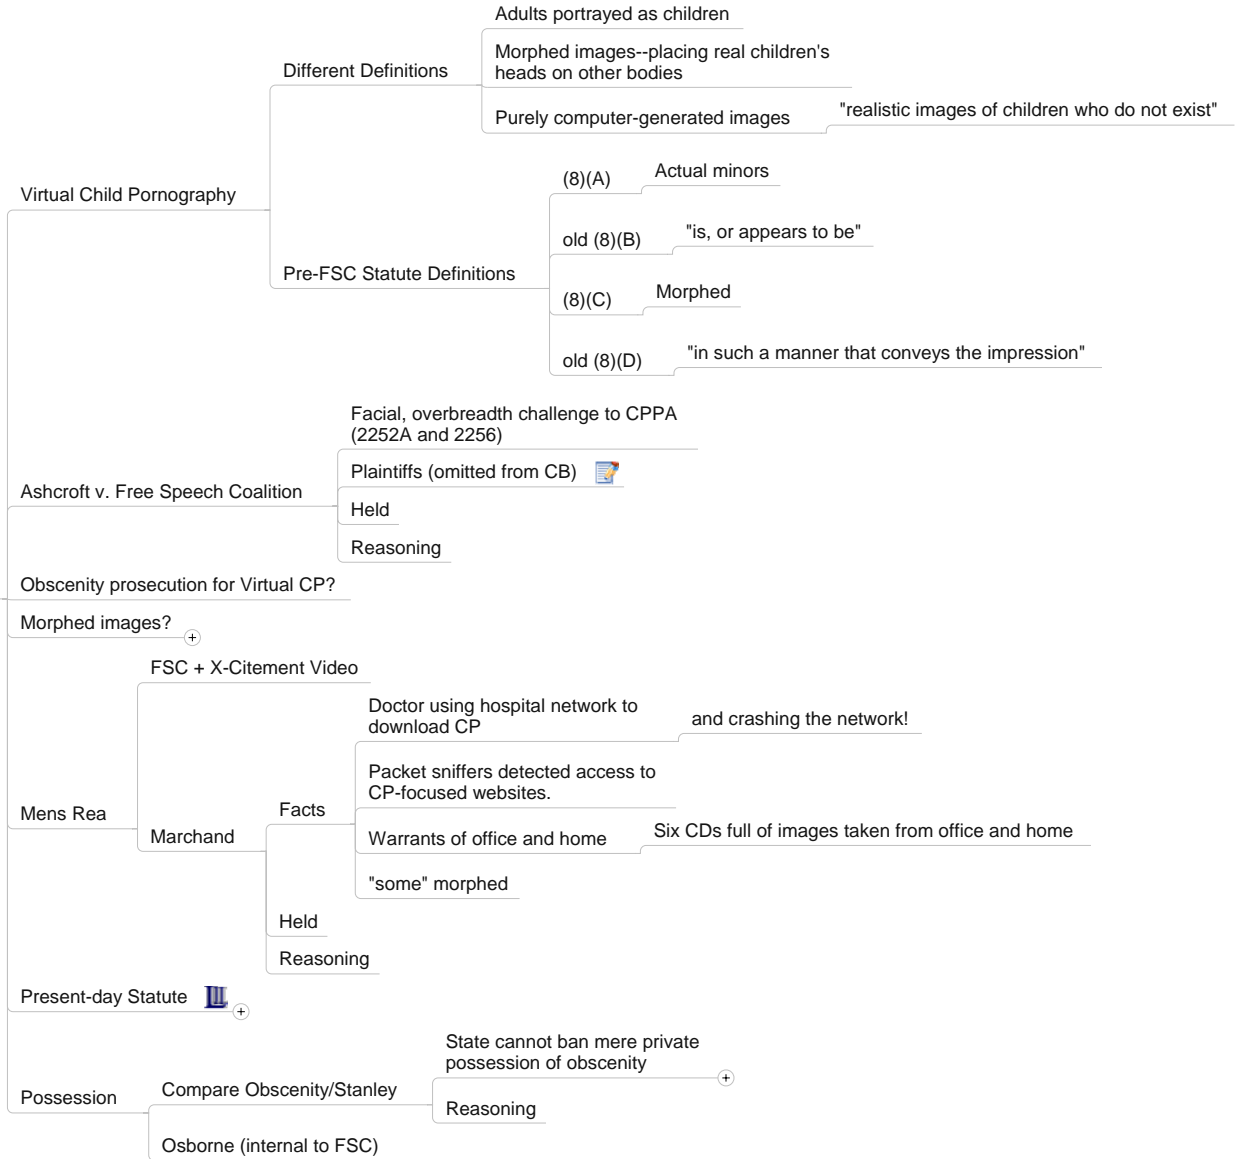 Adults portrayed as children
Morphed images--placing real children's
heads on other bodies
Different Definitions
Purely computer-generated images
"realistic images of children who do not exist"
Virtual Child Pornography
(8)(A)
Actual minors
old (8)(B)
"is, or appears to be"
Pre-FSC Statute Definitions
(8)(C)
Morphed
old (8)(D)
"in such a manner that conveys the impression"
Facial, overbreadth challenge to CPPA
(2252A and 2256)
Plaintiffs (omitted from CB)
Ashcroft v. Free Speech Coalition
Held
Reasoning
Obscenity prosecution for Virtual CP?
Morphed images?
FSC + X-Citement Video
Doctor using hospital network to
download CP
and crashing the network!
Packet sniffers detected access to
CP-focused websites.
Mens Rea
Facts
Marchand
Warrants of office and home
Six CDs full of images taken from office and home
"some" morphed
Held
Reasoning
Present-day Statute
State cannot ban mere private
possession of obscenity
Possession
Compare Obscenity/Stanley
Reasoning
Osborne (internal to FSC)